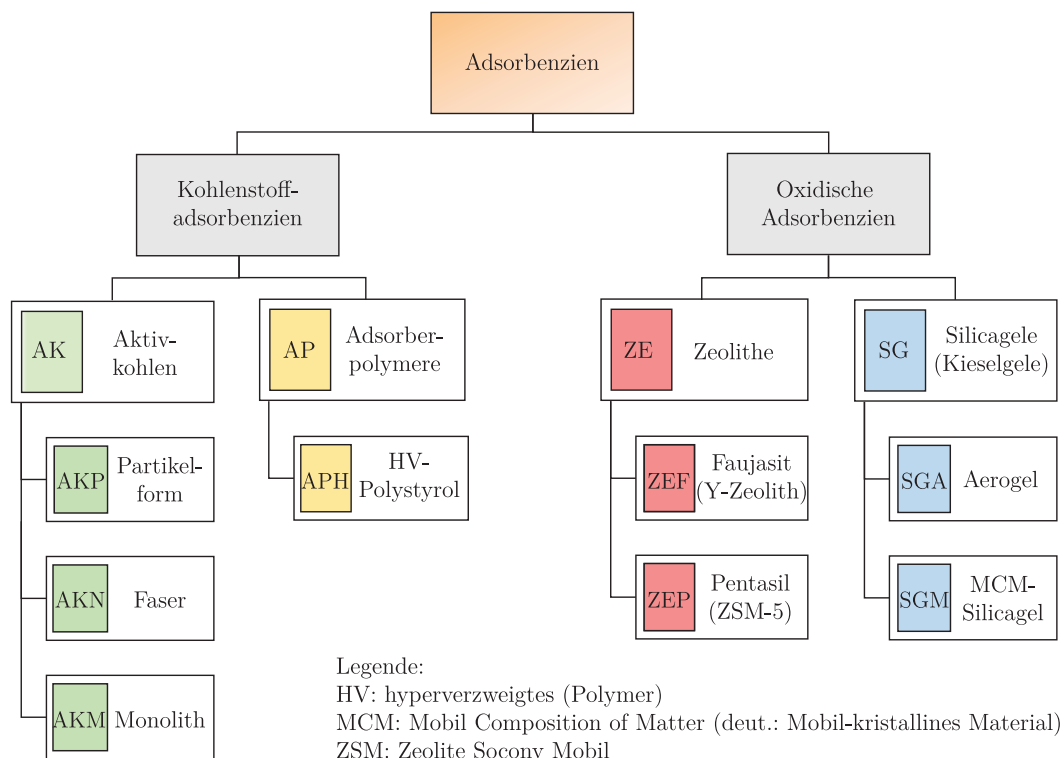 Adsorbenzien
Kohlenstoff-
adsorbenzien
Oxidische
Adsorbenzien
AK
Aktiv-
kohlen
AP
Adsorber-
polymere
ZE
Zeolithe
SG
Silicagele
(Kieselgele)
AKP
Partikel-
form
APH
HV-
Polystyrol
ZEF
Faujasit
(Y-Zeolith)
SGA
Aerogel
AKN
Faser
ZEP
Pentasil
(ZSM-5)
SGM
MCM-
Silicagel
AKM
Monolith
Legende:
HV: hyperverzweigtes (Polymer)
MCM: Mobil Composition of Matter (deut.: Mobil-kristallines Material)
ZSM: Zeolite Socony Mobil